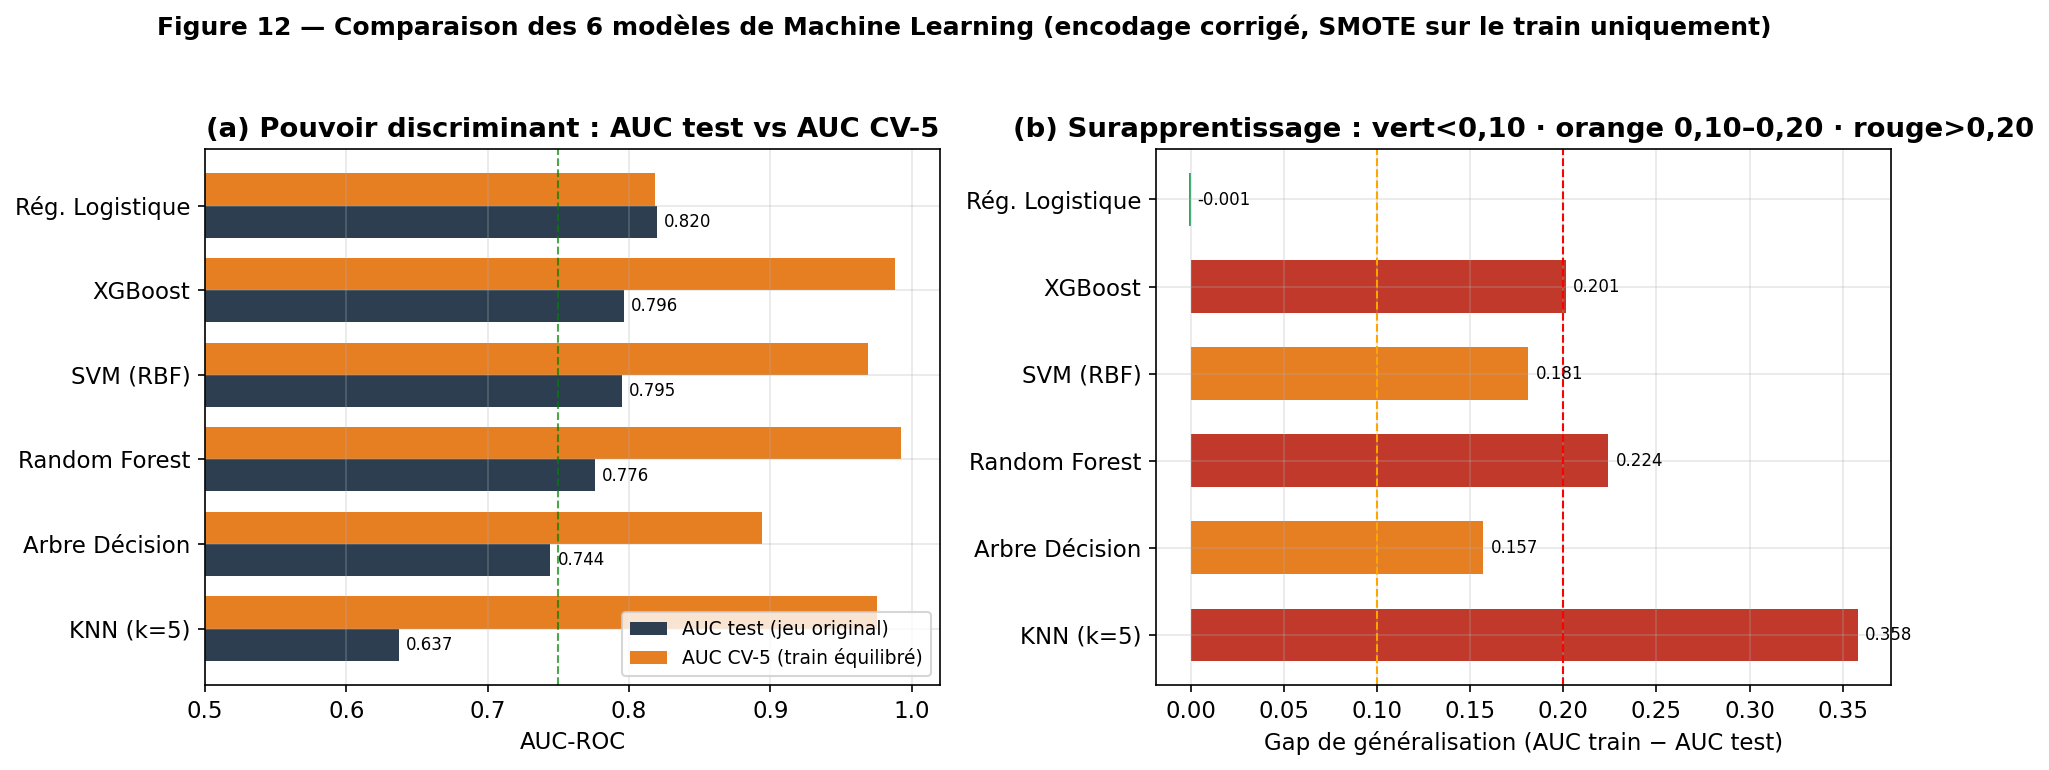 Figure 12 — Comparaison des 6 modèles de Machine Learning (encodage corrigé, SMOTE sur le train uniquement)
(a) Pouvoir discriminant : AUC test vs AUC CV-5
Rég. Logistique
0.820
XGBoost
0.796
SVM (RBF)
0.795
Random Forest
0.776
Arbre Décision
0.744
KNN (k=5)
0.637
AUC test (jeu original)
AUC CV-5 (train équilibré)
0.5 0.6 0.7 0.8 0.9 1.0
AUC-ROC
(b) Surapprentissage : vert<0,10 · orange 0,10–0,20 · rouge>0,20
Rég. Logistique
-0.001
XGBoost
0.201
SVM (RBF)
0.181
Random Forest
0.224
Arbre Décision
0.157
KNN (k=5)
0.358
0.00 0.05 0.10 0.15 0.20 0.25 0.30 0.35
Gap de généralisation (AUC train − AUC test)